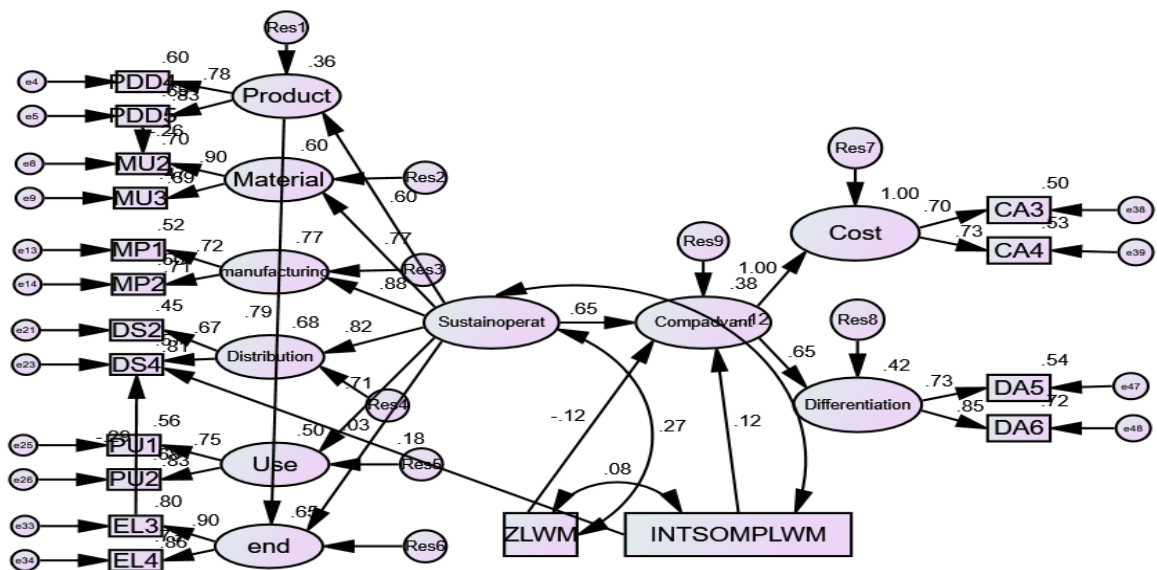 Res1
.60
.36
e4
PDD4
.78
Product
e5
PDD5
.83
-.26
.70
Res7
e8
MU2
.90
.60
Material
Res2
e9
MU3
.60
1.00
.50
.70
CA3
e38
Cost
.52
.77
.77
Res9
.73
.53
CA4
e39
e13
MP1
.72
manufacturing
Res3
1.00
e14
MP2
.71
.88
.38
.45
.79
.68
.82
Sustainoperat
.65
Compadvant
.12
Res8
e21
DS2
.67
Distribution
.65
.42
.54
e23
DS4
.81
.71
Res4
-.12
.27
.12
Differentiation
.73
DA5
e47
.85
.72
DA6
e48
.56
.50
.03
.18
e25
PU1
.75
Use
Res5
e26
PU2
.83
.08
.80
.65
e33
EL3
.90
ZLWM
INTSOMPLWM
end
Res6
e34
EL4
.86